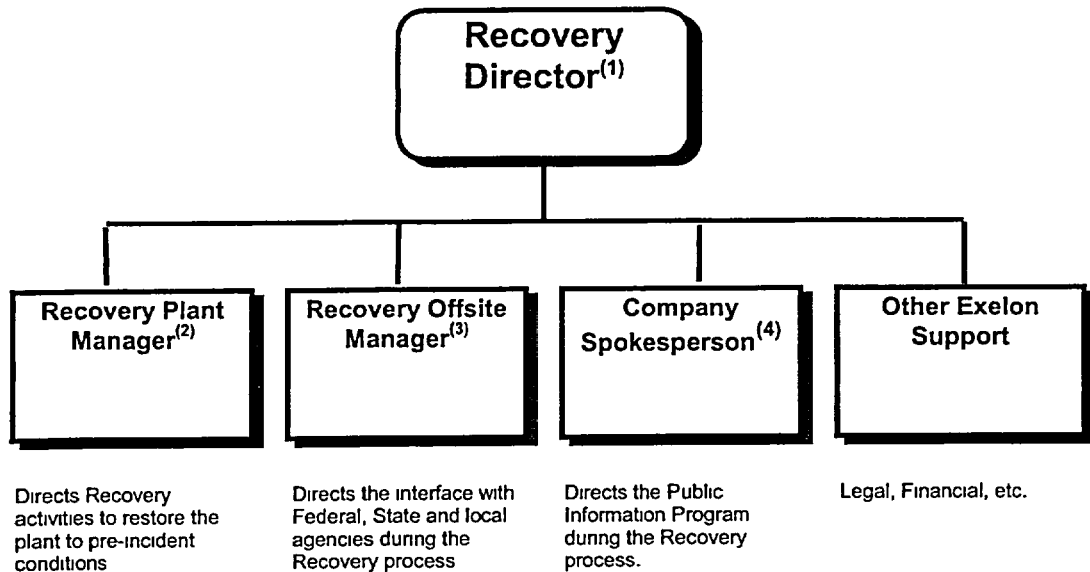 Recovery
Director(1)
Recovery Plant
Manager(2)
Recovery Offsite
Manager(3)
Company
Spokesperson(4)
Other Exelon
Support
Directs Recovery
activities to restore the
plant to pre-incident
conditions
Directs the interface with
Federal, State and local
agencies during the
Recovery process
Directs the Public
Information Program
during the Recovery
process.
Legal, Financial, etc.